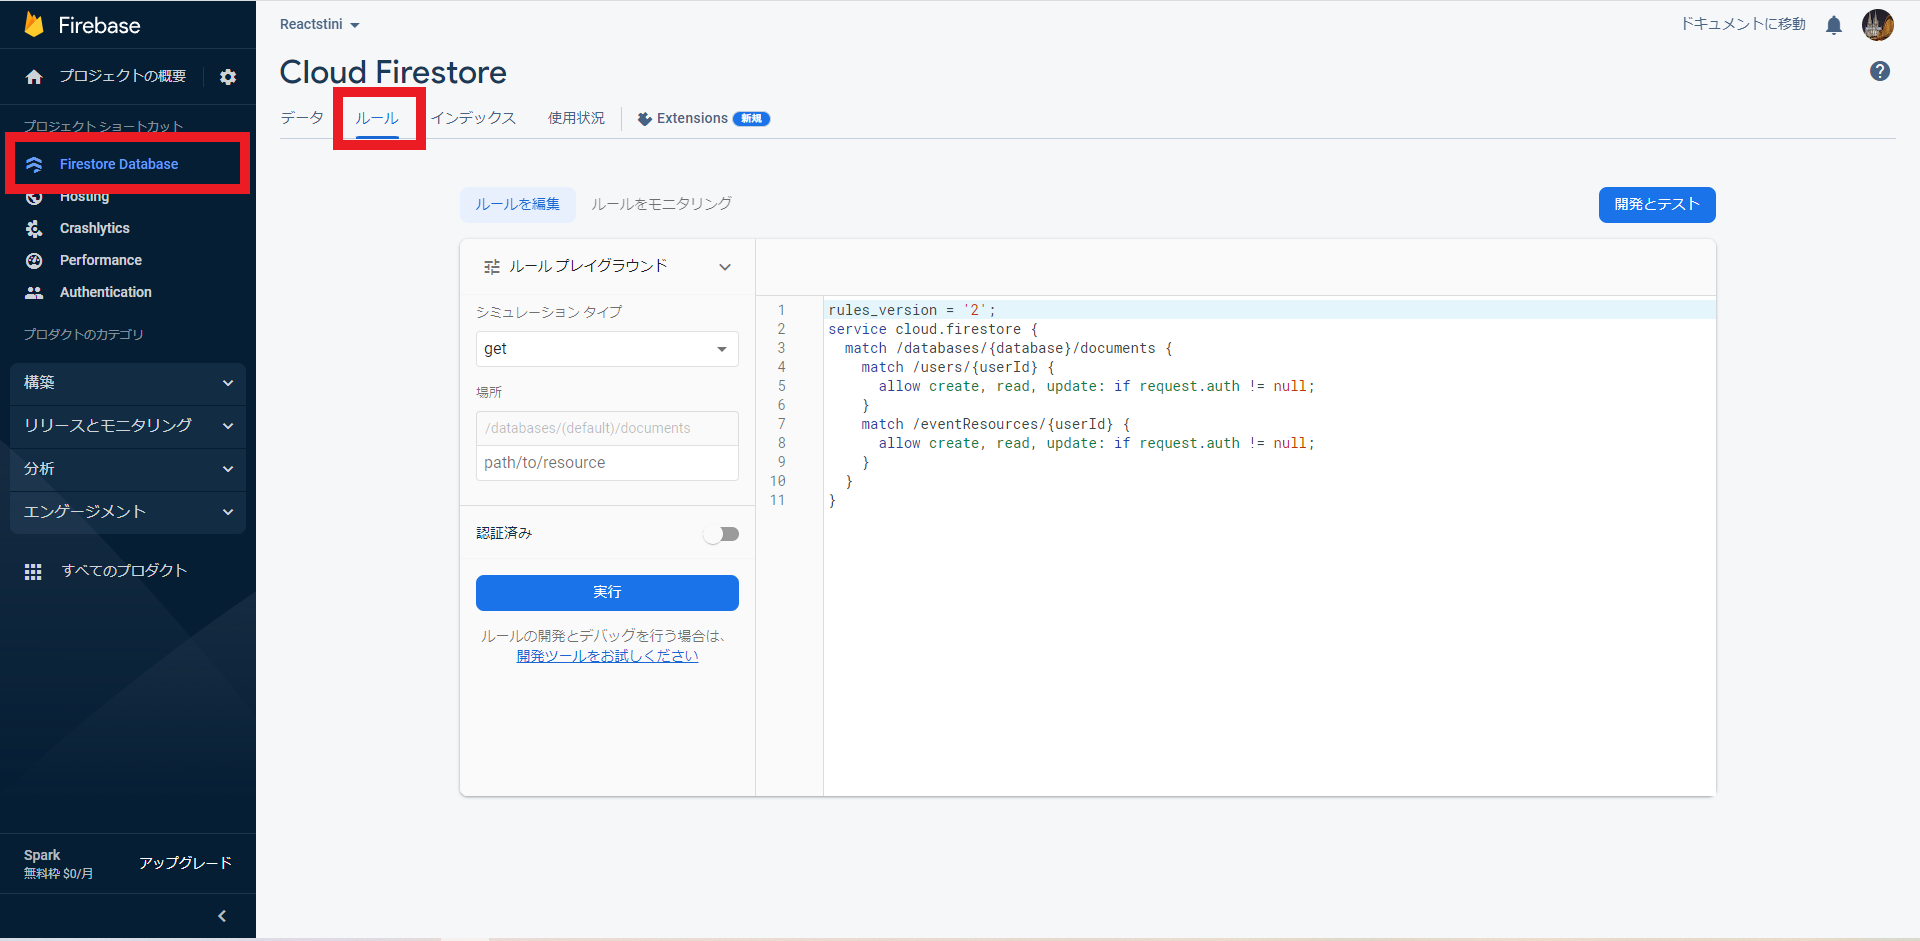 Firebase
プロジェクトの概要
プロジェクト ショートカット
Firestore Database
Hosting
Crashlytics
Performance
Authentication
プロダクトのカテゴリ
構築
リリースとモニタリング
分析
エンゲージメント
すべてのプロダクト
Spark
無料枠 $0/月
アップグレード
Reactstini
ドキュメントに移動
Cloud Firestore
データ
ルール
インデックス
使用状況
Extensions 新規
ルールを編集
ルールをモニタリング
開発とテスト
ルール プレイグラウンド
シミュレーション タイプ
get
場所
/databases/(default)/documents
path/to/resource
認証済み
実行
ルールの開発とデバッグを行う場合は、
開発ツールをお試しください
1 rules_version = '2';
2 service cloud.firestore {
3   match /databases/{database}/documents {
4     match /users/{userId} {
5       allow create, read, update: if request.auth != null;
6     }
7     match /eventResources/{userId} {
8       allow create, read, update: if request.auth != null;
9     }
10   }
11 }